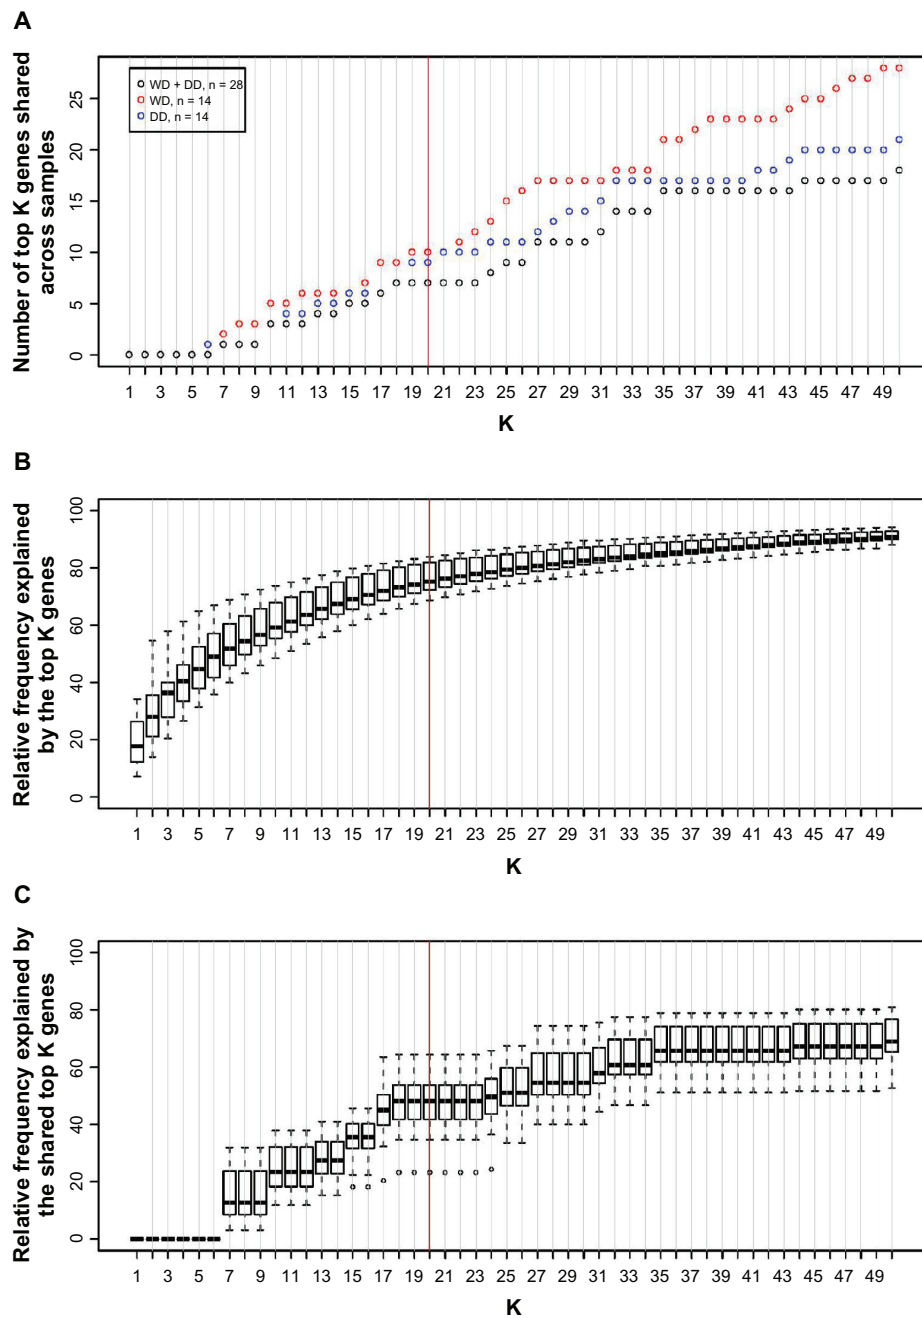 A
Number of top K genes shared
across samples
WD + DD, n = 28
WD, n = 14
DD, n = 14
25
20
15
10
5
0
1 3 5 7 9 11 13 15 17 19 21 23 25 27 29 31 33 35 37 39 41 43 45 47 49
K
B
Relative frequency explained
by the top K genes
100
80
60
40
20
0
1 3 5 7 9 11 13 15 17 19 21 23 25 27 29 31 33 35 37 39 41 43 45 47 49
K
C
Relative frequency explained by
the shared top K genes
100
80
60
40
20
0
1 3 5 7 9 11 13 15 17 19 21 23 25 27 29 31 33 35 37 39 41 43 45 47 49
K